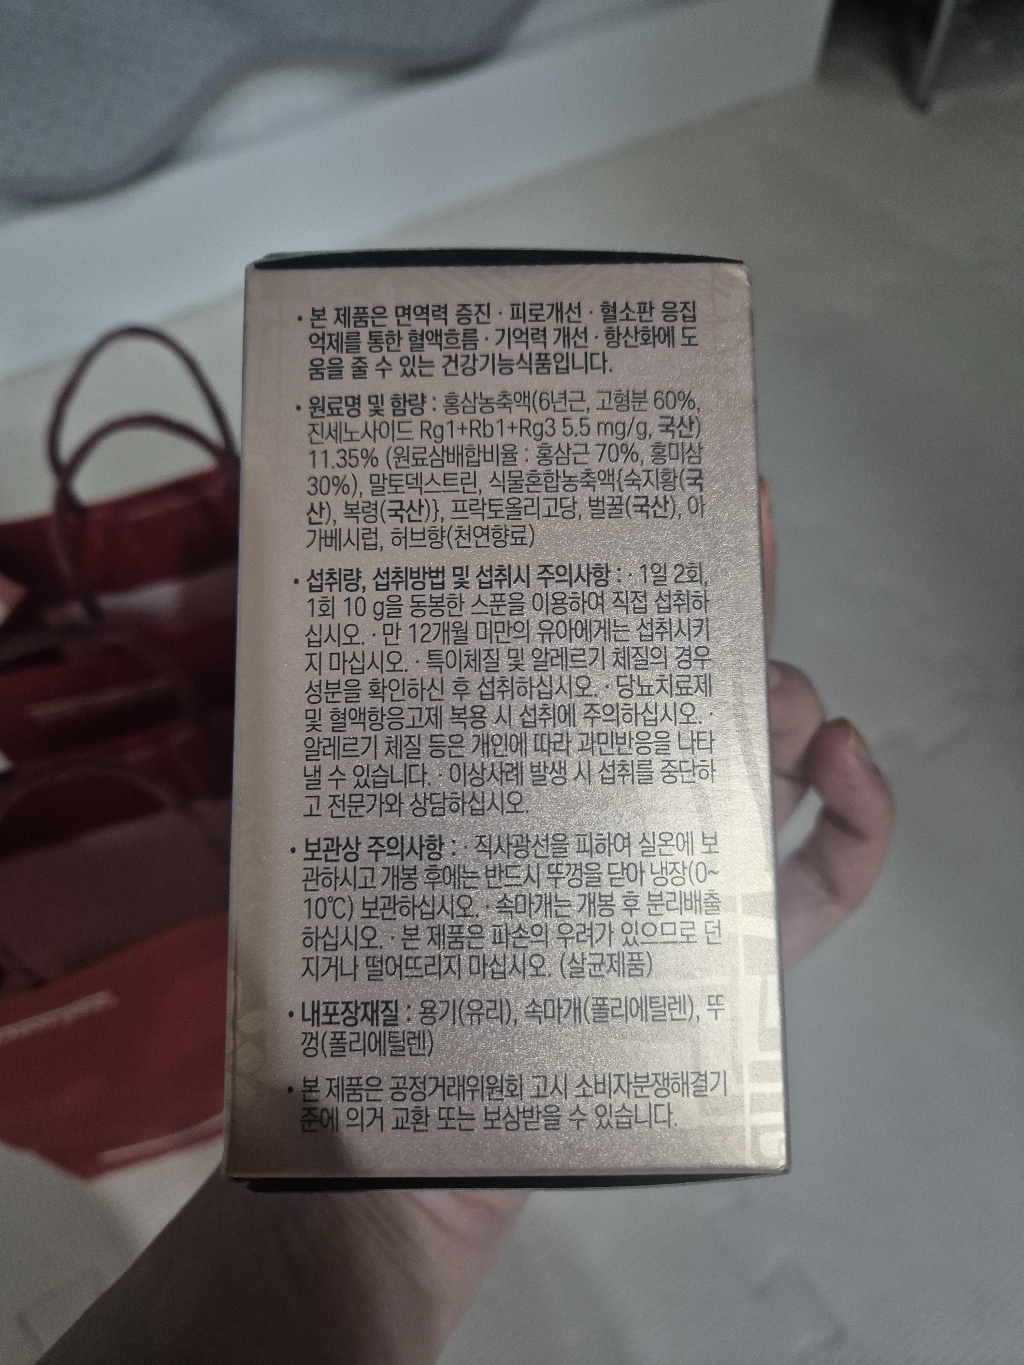 · 본 제품은 면역력 증진 · 피로개선 · 혈소판 응집
억제를 통한 혈액흐름 · 기억력 개선 · 항산화에 도
움을 줄 수 있는 건강기능식품입니다.
· 원료명 및 함량 : 홍삼농축액(6년근, 고형분 60%,
진세노사이드 Rg1+Rb1+Rg3 5.5 mg/g, 국산)
11.35% (원료삼배합비율 : 홍삼근 70%, 홍미삼
30%), 말토덱스트린, 식물혼합농축액{숙지황(국
산), 복령(국산)}, 프락토올리고당, 벌꿀(국산), 아
가베시럽, 허브향(천연향료)
· 섭취량, 섭취방법 및 섭취시 주의사항 : · 1일 2회,
1회 10 g을 동봉한 스푼을 이용하여 직접 섭취하
십시오. · 만 12개월 미만의 유아에게는 섭취시키
지 마십시오. · 특이체질 및 알레르기 체질의 경우
성분을 확인하신 후 섭취하십시오. · 당뇨치료제
및 혈액항응고제 복용 시 섭취에 주의하십시오. ·
알레르기 체질 등은 개인에 따라 과민반응을 나타
낼 수 있습니다. · 이상사례 발생 시 섭취를 중단하
고 전문가와 상담하십시오.
· 보관상 주의사항 : · 직사광선을 피하여 실온에 보
관하시고 개봉 후에는 반드시 뚜껑을 닫아 냉장(0~
10℃) 보관하십시오. · 속마개는 개봉 후 분리배출
하십시오. · 본 제품은 파손의 우려가 있으므로 던
지거나 떨어뜨리지 마십시오. (살균제품)
· 내포장재질 : 용기(유리), 속마개(폴리에틸렌), 뚜
껑(폴리에틸렌)
· 본 제품은 공정거래위원회 고시 소비자분쟁해결기
준에 의거 교환 또는 보상받을 수 있습니다.